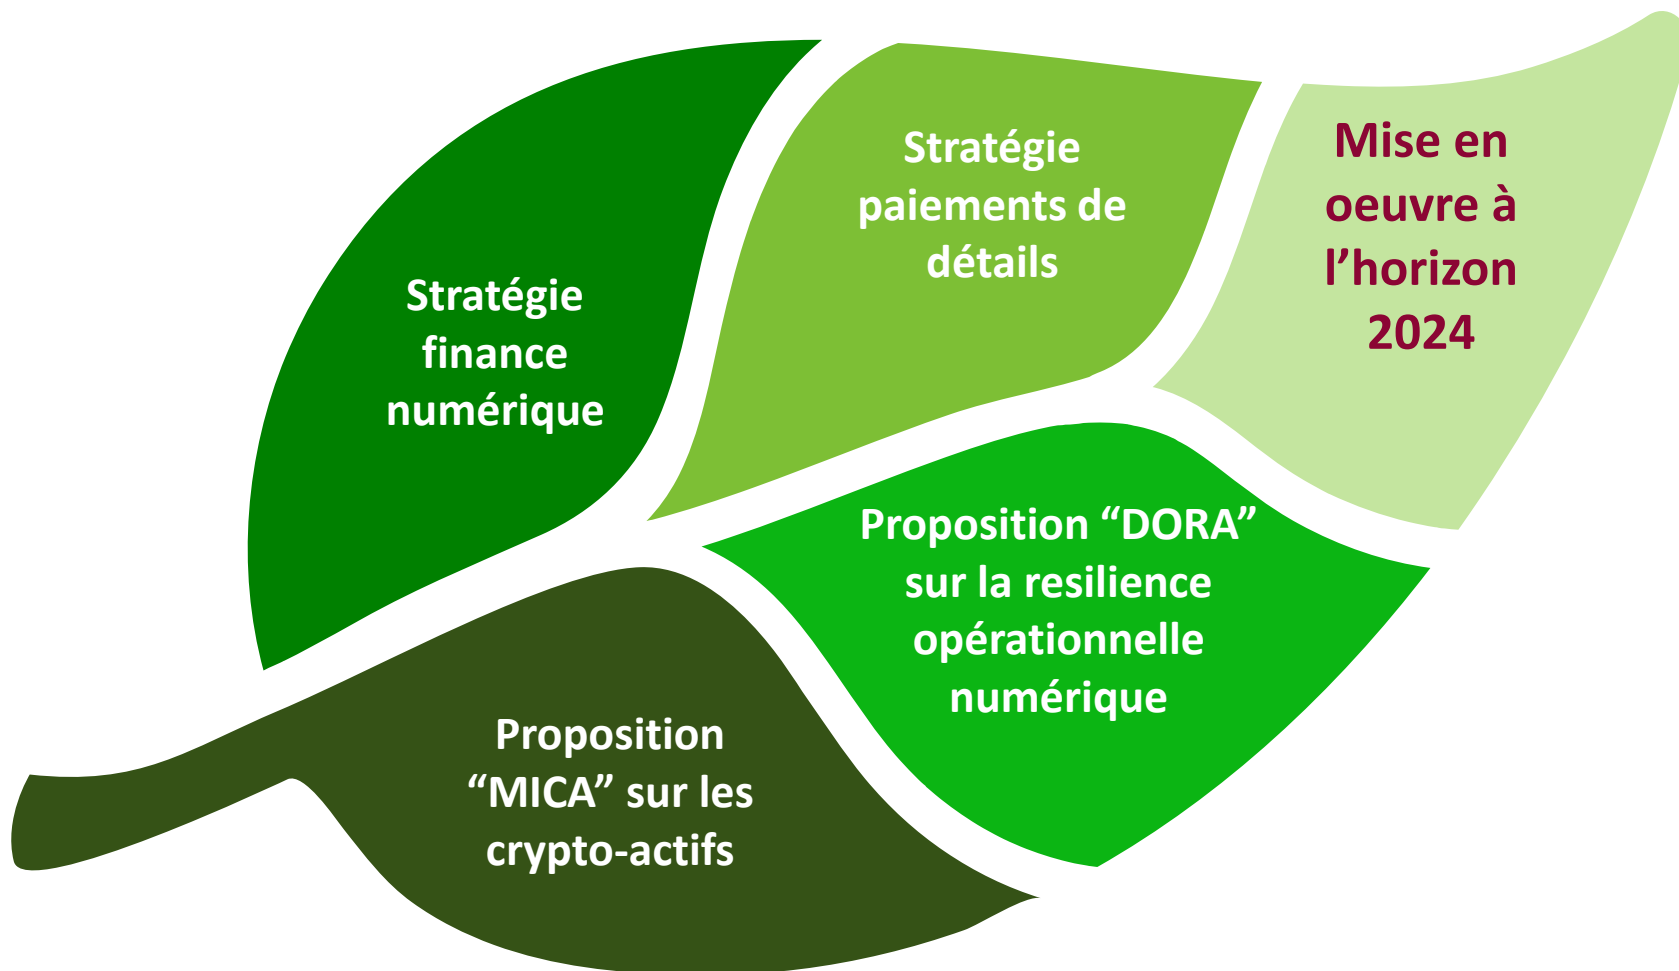 Stratégie
finance
numérique
Stratégie
paiements de
détails
Mise en
oeuvre à
l’horizon
2024
Proposition “DORA”
sur la resilience
opérationnelle
numérique
Proposition
“MICA” sur les
crypto-actifs